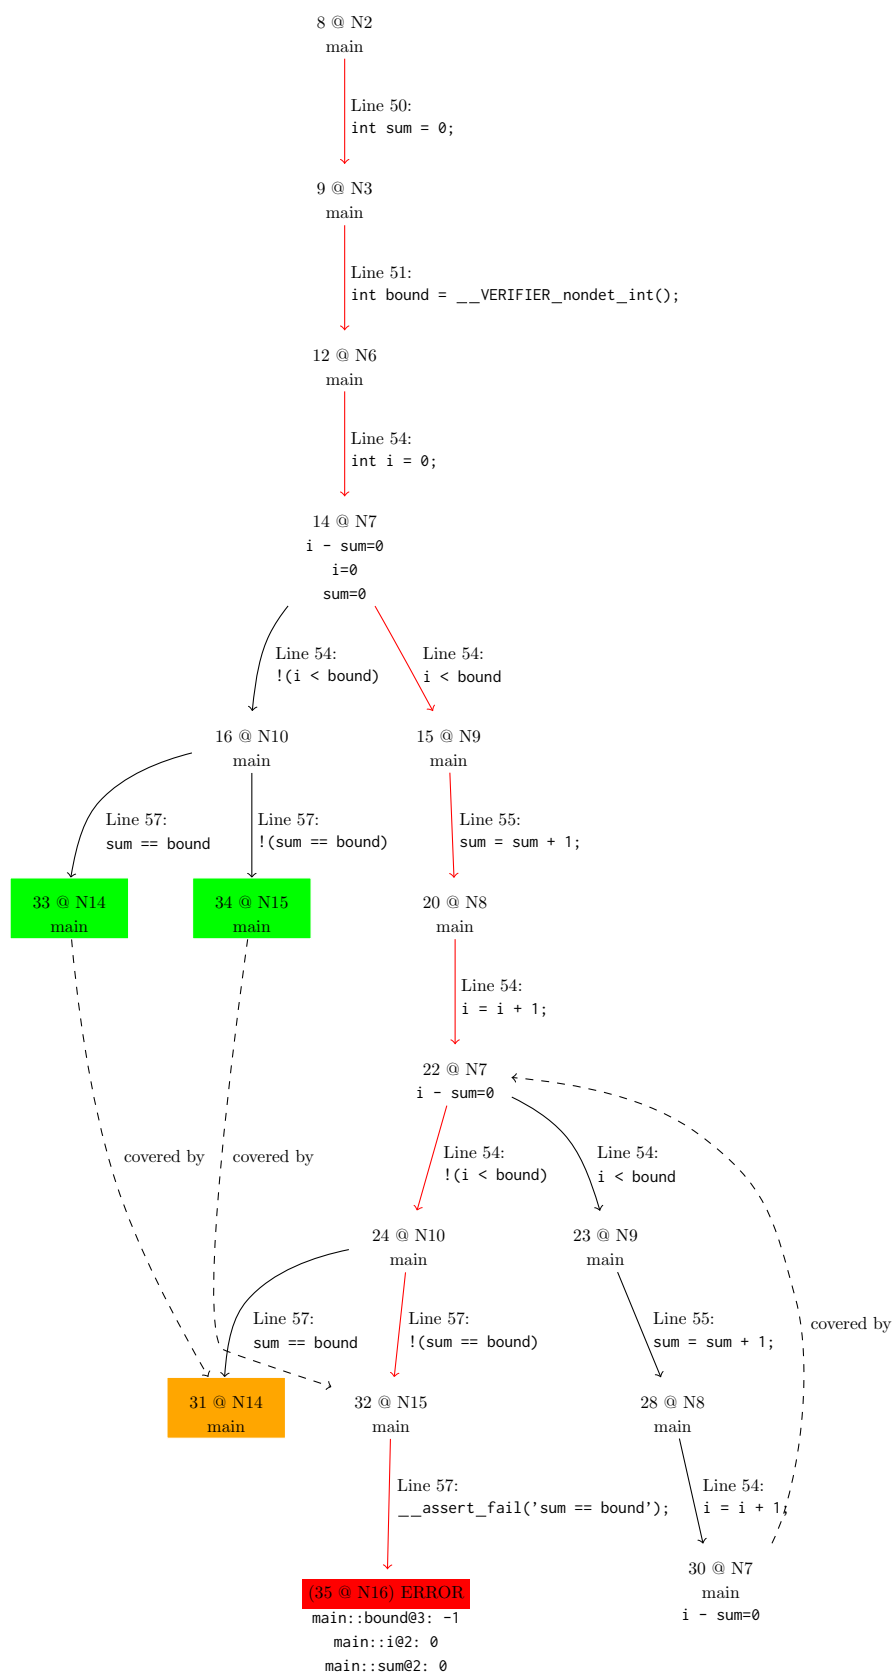 8 @ N2
main
Line 50:
int sum = 0;
9 @ N3
main
Line 51:
int bound = __VERIFIER_nondet_int();
12 @ N6
main
Line 54:
int i = 0;
14 @ N7
i - sum=0
i=0
sum=0
Line 54:
!(i < bound)
Line 54:
i < bound
16 @ N10
main
15 @ N9
main
Line 57:
sum == bound
Line 57:
!(sum == bound)
Line 55:
sum = sum + 1;
33 @ N14
main
34 @ N15
main
20 @ N8
main
Line 54:
i = i + 1;
22 @ N7
i - sum=0
covered by
covered by
Line 54:
!(i < bound)
Line 54:
i < bound
24 @ N10
main
23 @ N9
main
Line 57:
sum == bound
Line 57:
!(sum == bound)
Line 55:
sum = sum + 1;
covered by
31 @ N14
main
32 @ N15
main
28 @ N8
main
Line 57:
__assert_fail('sum == bound');
Line 54:
i = i + 1;
(35 @ N16) ERROR
main::bound@3: -1
main::i@2: 0
main::sum@2: 0
30 @ N7
main
i - sum=0